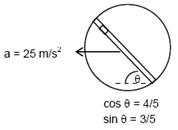 a = 25 m/s²
θ
cos θ = 4/5
sin θ = 3/5